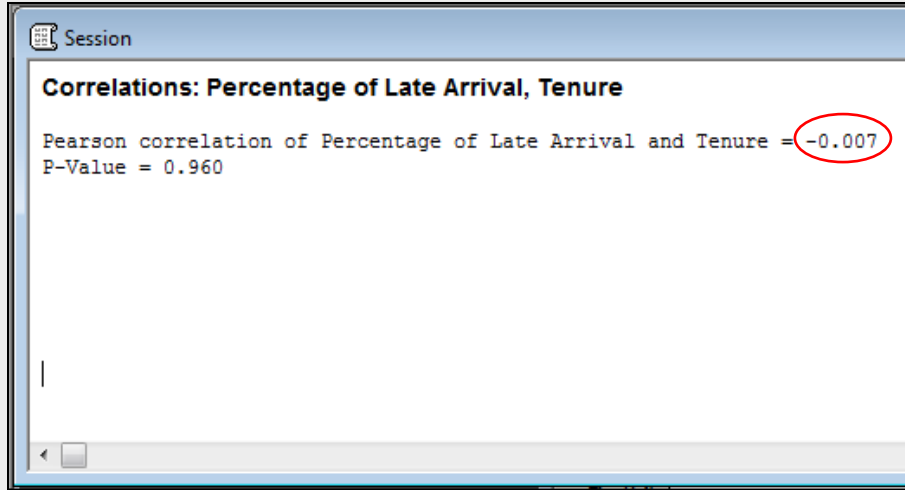 Session
Correlations: Percentage of Late Arrival, Tenure
Pearson correlation of Percentage of Late Arrival and Tenure = -0.007
P-Value = 0.960